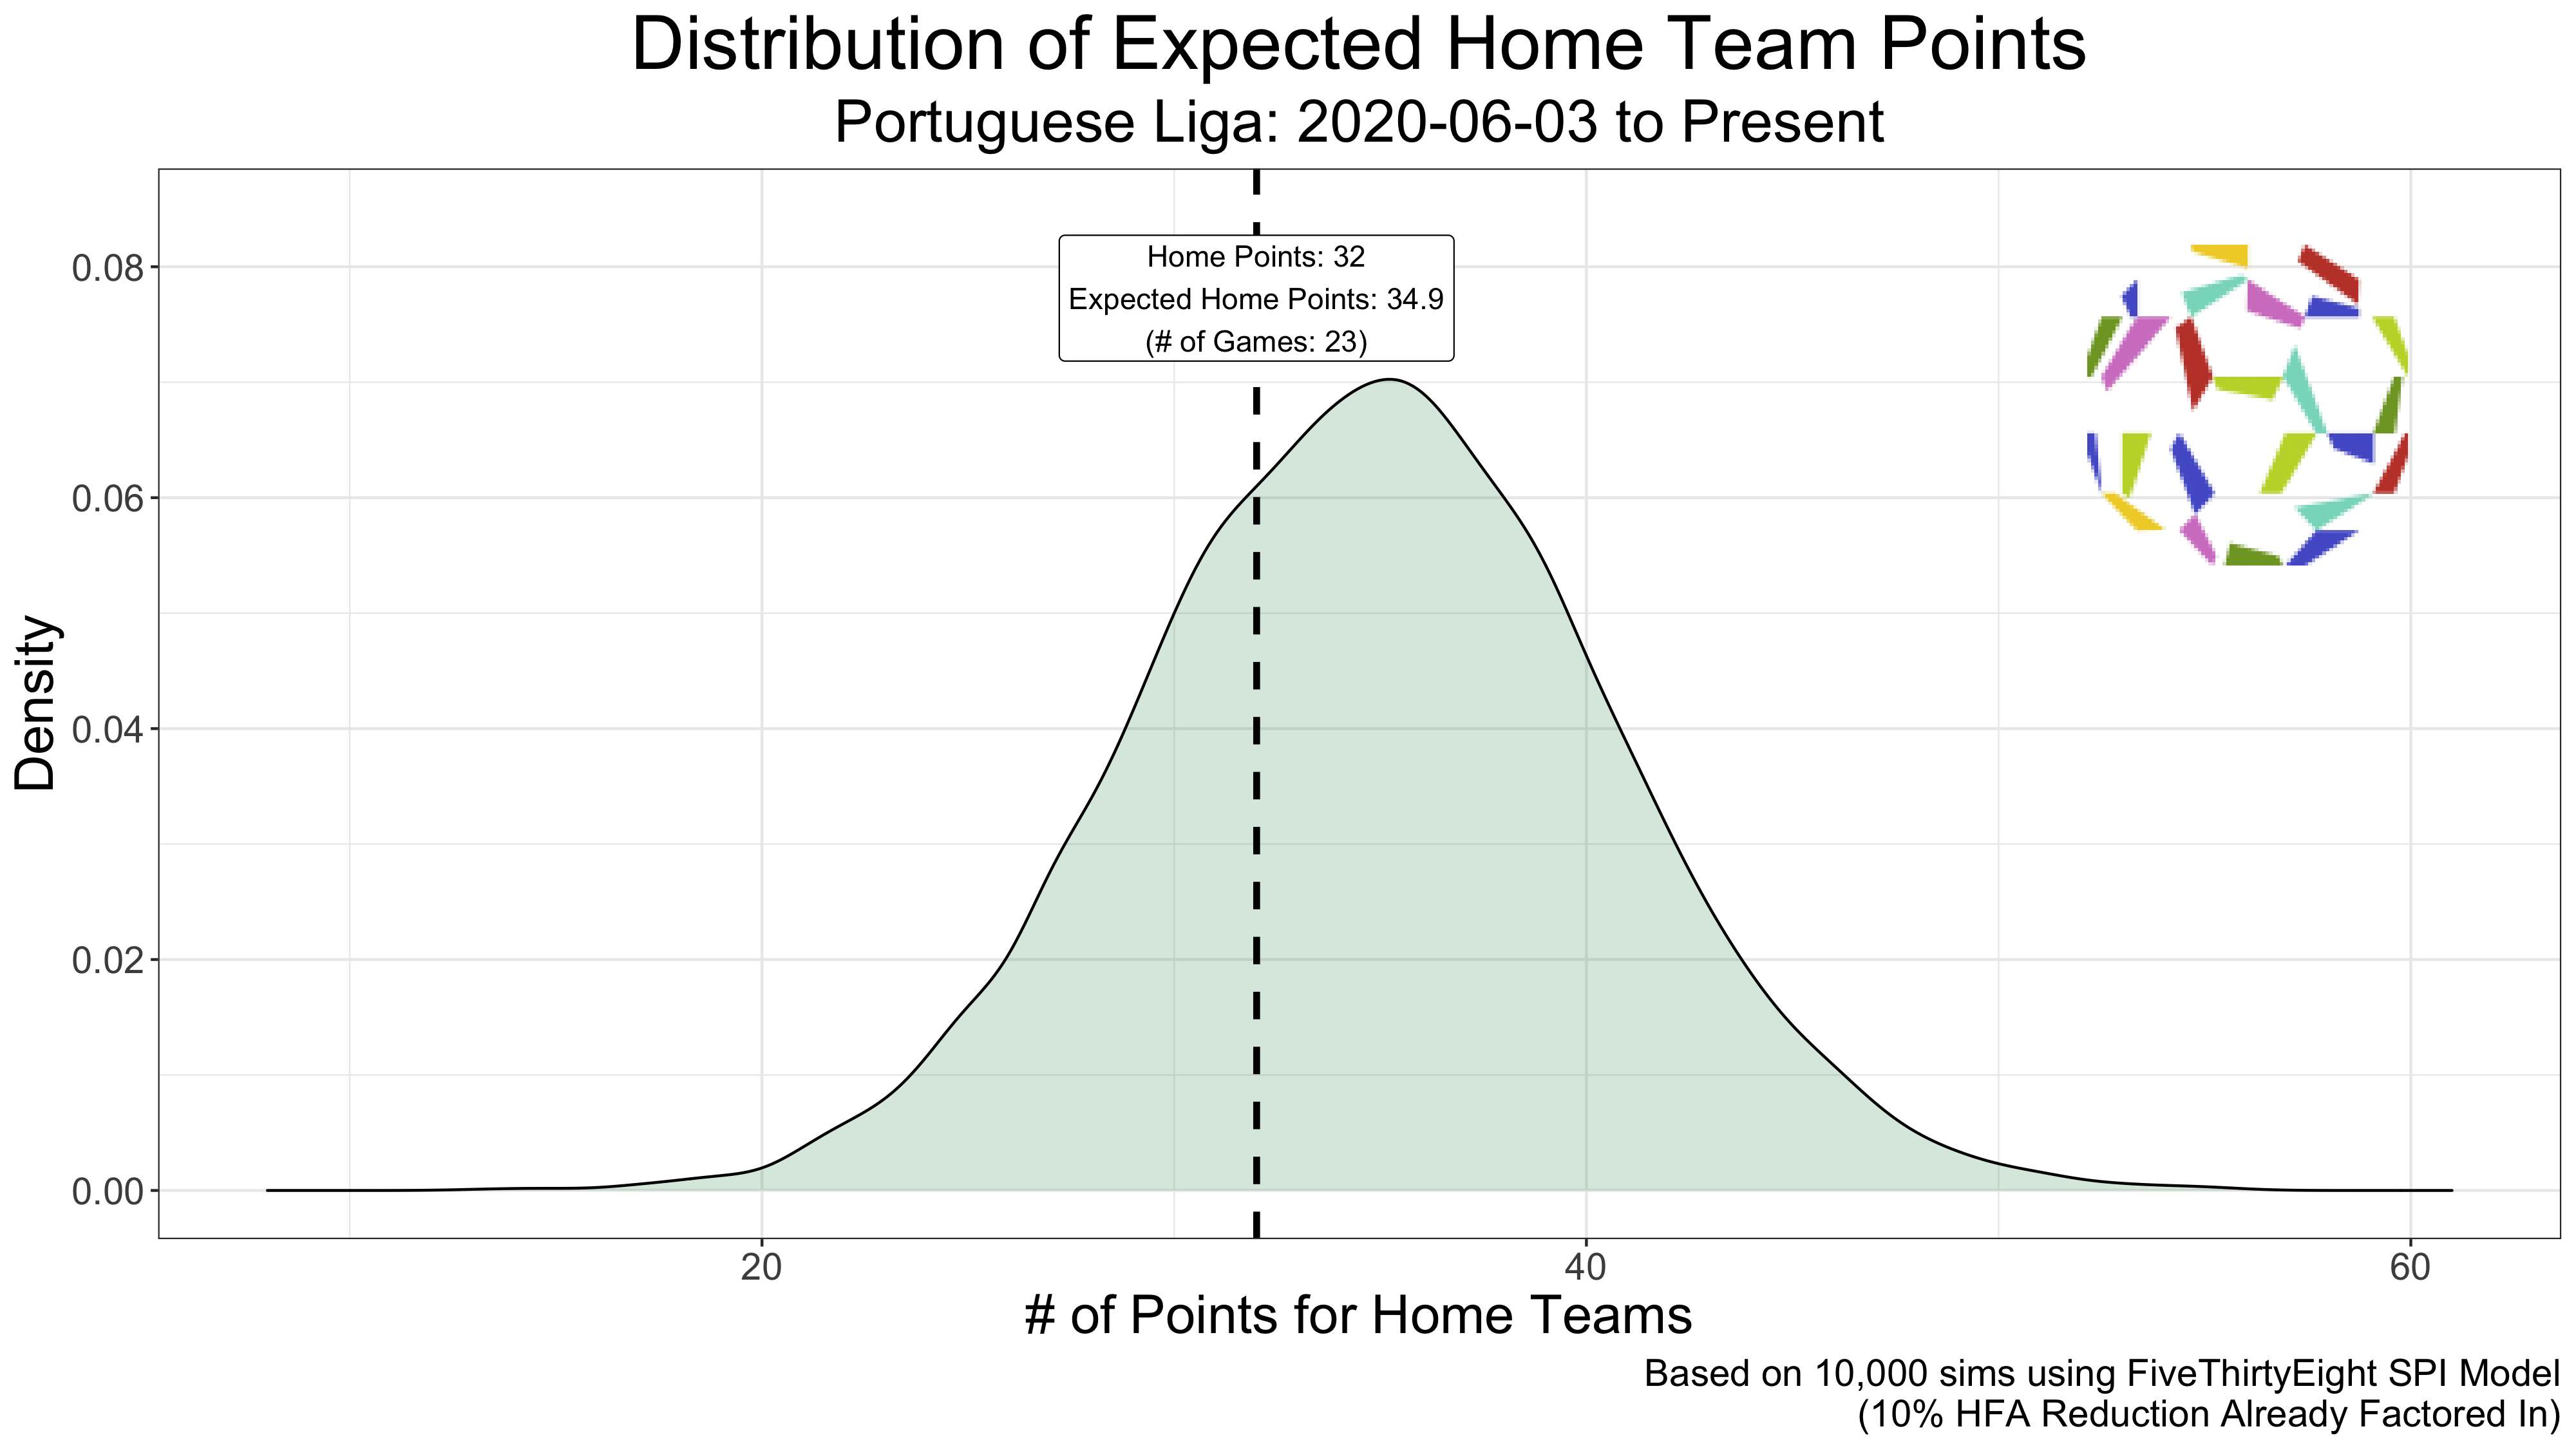 Distribution of Expected Home Team Points
Portuguese Liga: 2020-06-03 to Present
Home Points: 32
Expected Home Points: 34.9
(# of Games: 23)
0.08
0.06
0.04
0.02
0.00
Density
20
40
60
# of Points for Home Teams
Based on 10,000 sims using FiveThirtyEight SPI Model
(10% HFA Reduction Already Factored In)